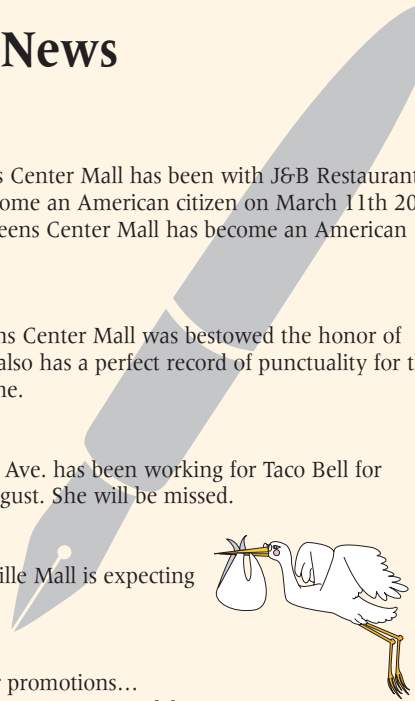 News
s Center Mall has been with J&B Restaurant
ome an American citizen on March 11th 20
eens Center Mall has become an American
ns Center Mall was bestowed the honor of
also has a perfect record of punctuality for t
ne.
Ave. has been working for Taco Bell for
gust. She will be missed.
ille Mall is expecting
r promotions…